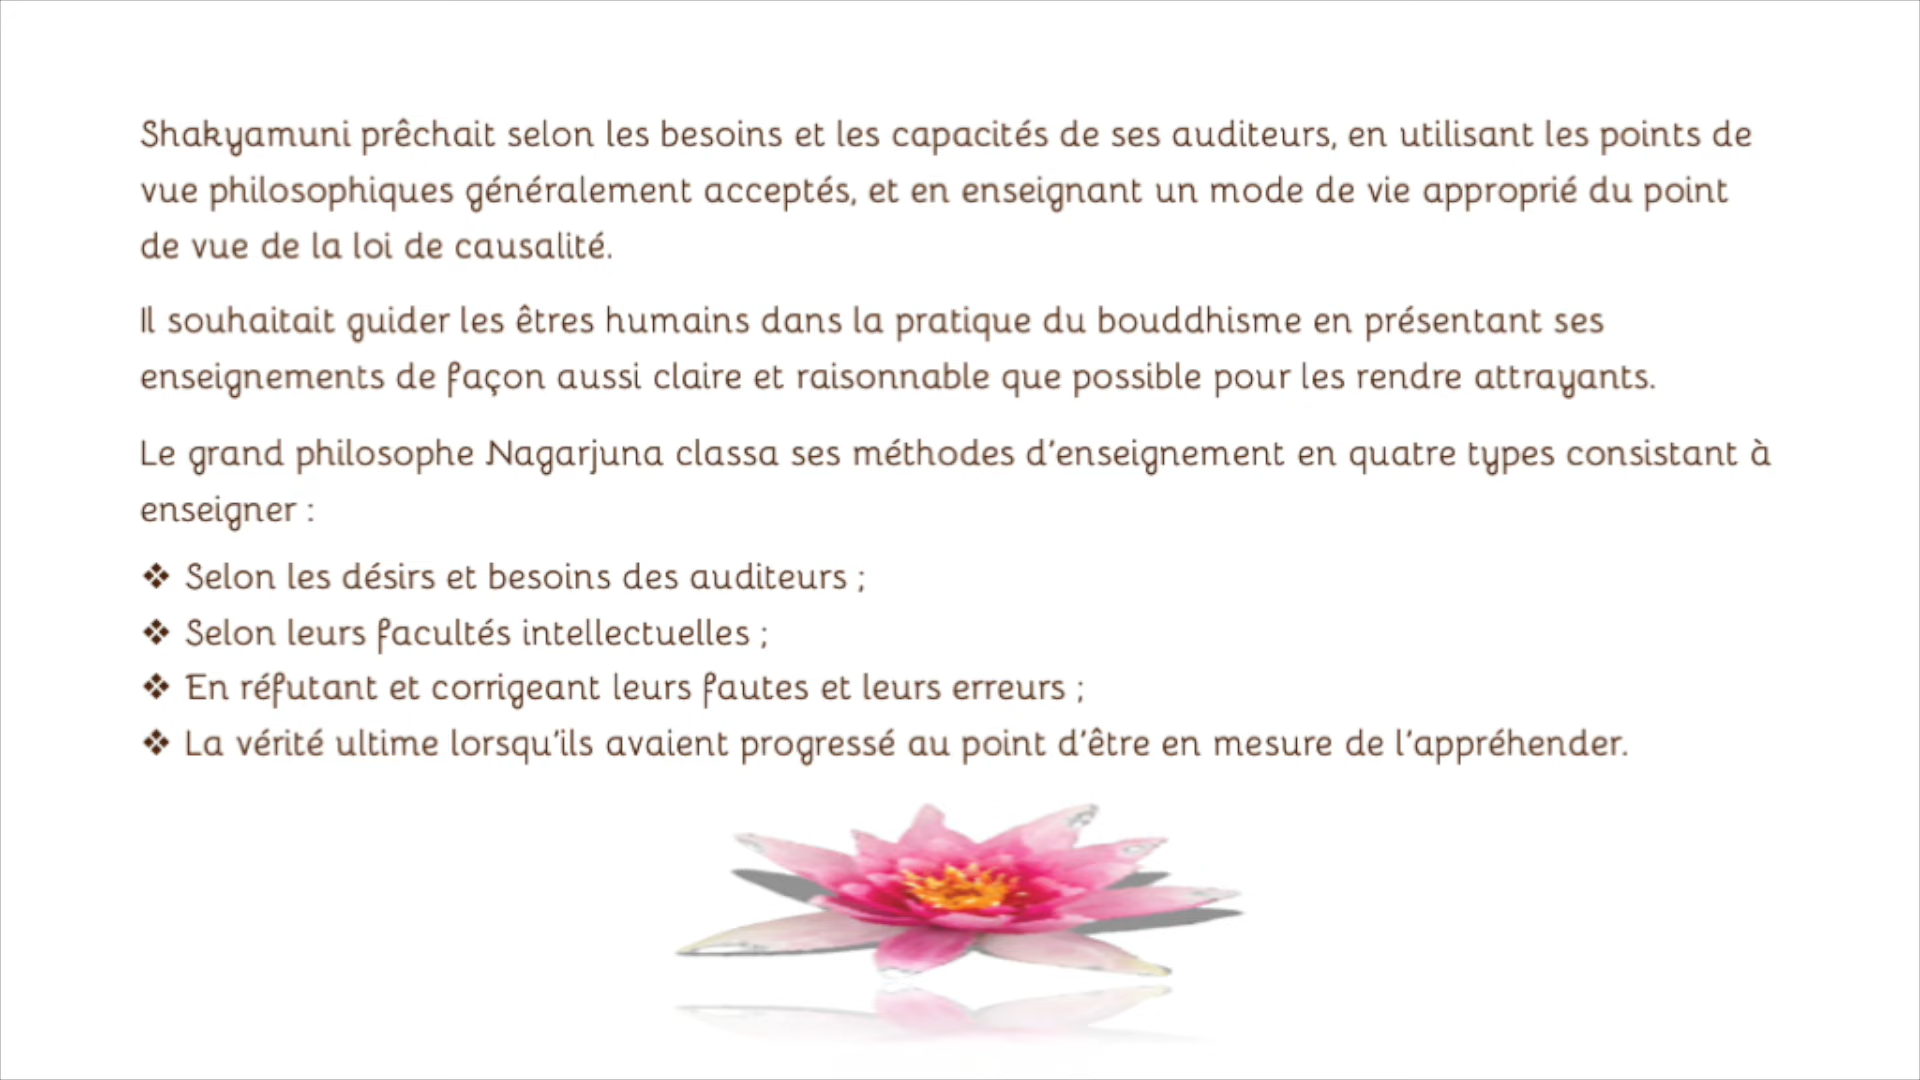 Shakyamuni prêchait selon les besoins et les capacités de ses auditeurs, en utilisant les points de
vue philosophiques généralement acceptés, et en enseignant un mode de vie approprié du point
de vue de la loi de causalité.
Il souhaitait guider les êtres humains dans la pratique du bouddhisme en présentant ses
enseignements de façon aussi claire et raisonnable que possible pour les rendre attrayants.
Le grand philosophe Nagarjuna classa ses méthodes d'enseignement en quatre types consistant à
enseigner :
❖ Selon les désirs et besoins des auditeurs ;
❖ Selon leurs facultés intellectuelles ;
❖ En réfutant et corrigeant leurs fautes et leurs erreurs ;
❖ La vérité ultime lorsqu'ils avaient progressé au point d'être en mesure de l'appréhender.